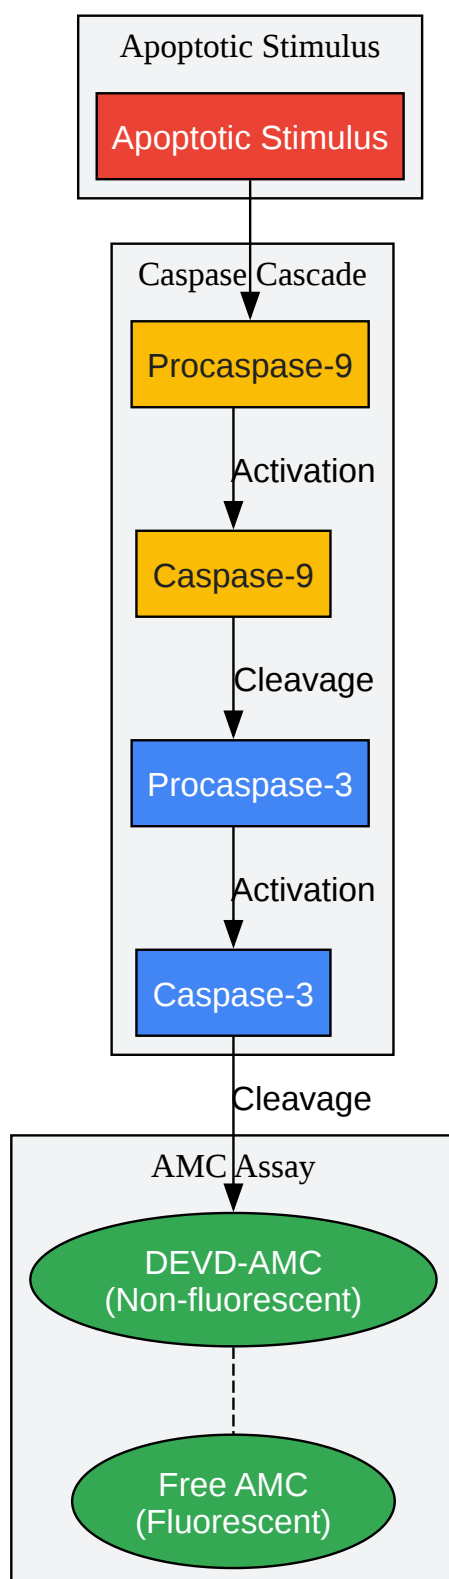 Apoptotic Stimulus
Apoptotic Stimulus
Caspase Cascade
Procaspase-9
Activation
Caspase-9
Cleavage
Procaspase-3
Activation
Caspase-3
Cleavage
AMC Assay
DEVD-AMC
(Non-fluorescent)
Free AMC
(Fluorescent)